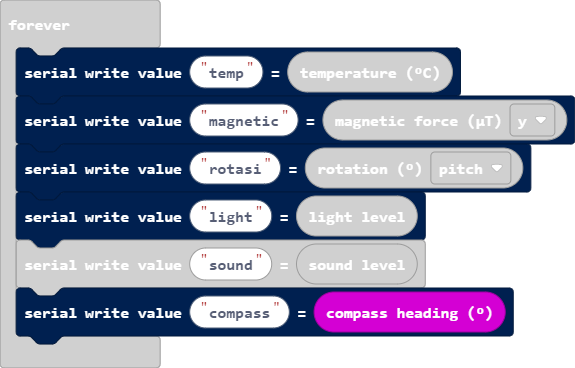 forever
serial write value "temp" = temperature (ºC)
serial write value "magnetic" = magnetic force (µT) y
serial write value "rotasi" = rotation (º) pitch
serial write value "light" = light level
serial write value "sound" = sound level
serial write value "compass" = compass heading (º)